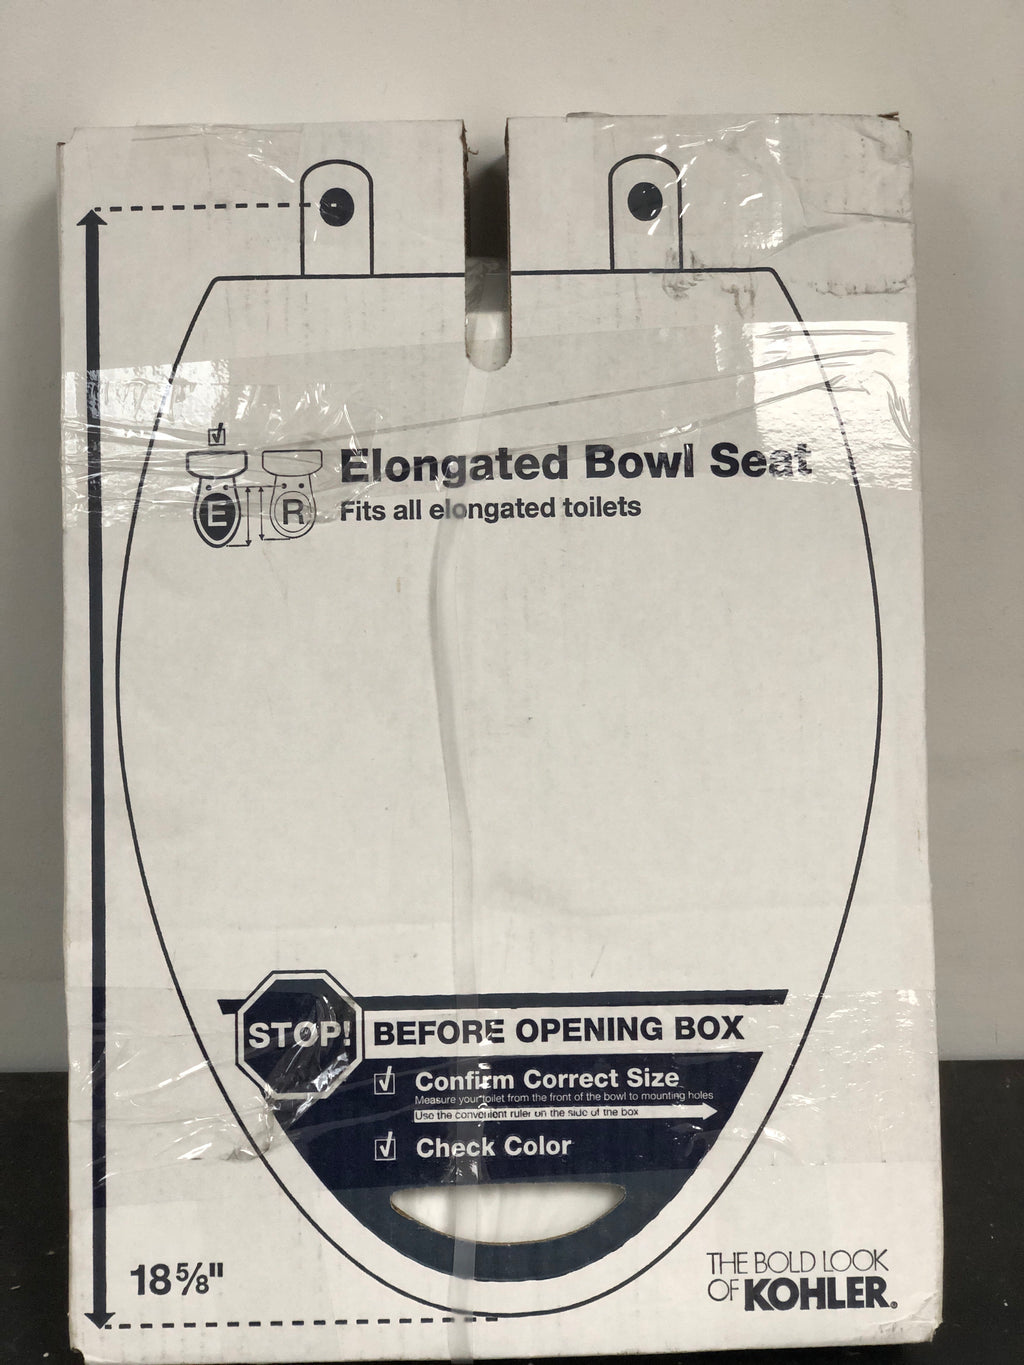 Elongated Bowl Seat
Fits all elongated toilets
E
R
STOP!
BEFORE OPENING BOX
Confirm Correct Size
Measure your toilet from the front of the bowl to mounting holes
Use the convenient ruler on the side of the box
Check Color
18 5/8"
THE BOLD LOOK
OF KOHLER®